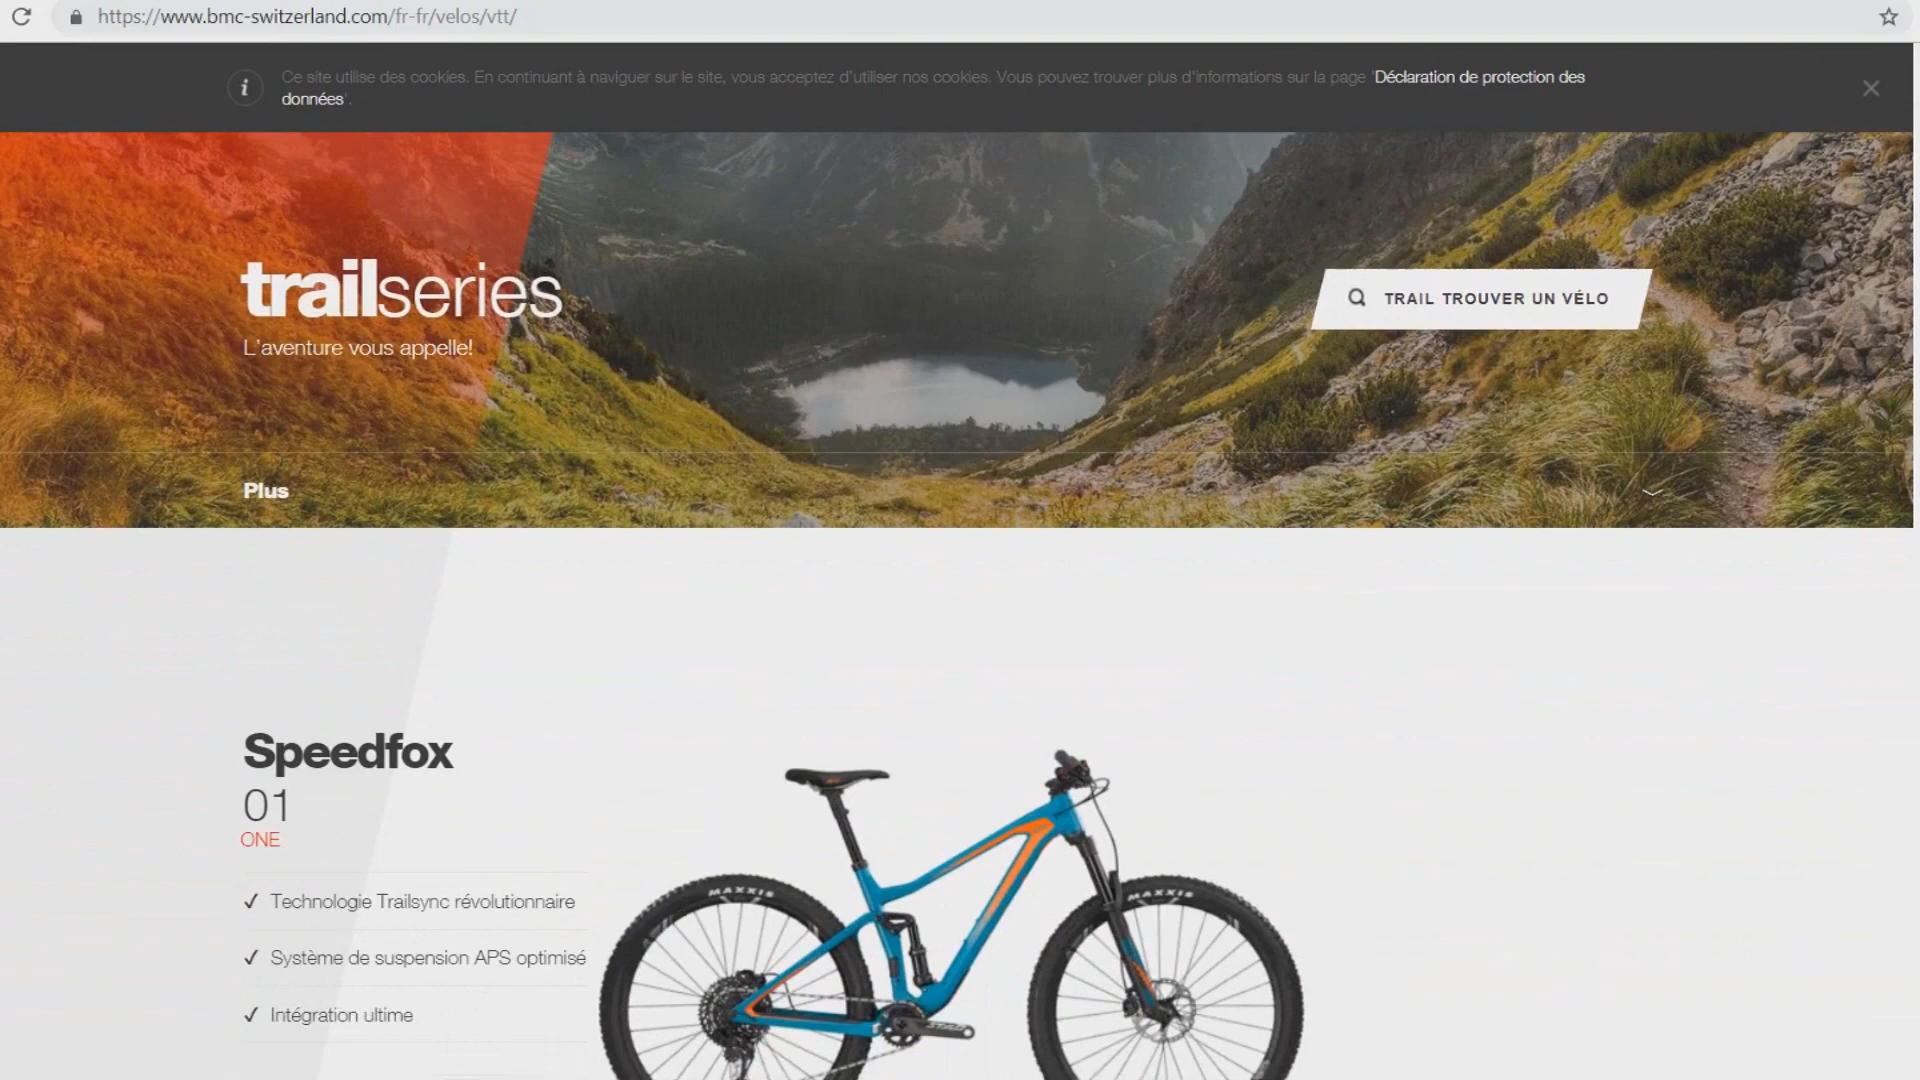 https://www.bmc-switzerland.com/fr-fr/velos/vtt/
i
Ce site utilise des cookies. En continuant à naviguer sur le site, vous acceptez d'utiliser nos cookies. Vous pouvez trouver plus d'informations sur la page 'Déclaration de protection des
données'.
trailseries
L'aventure vous appelle!
TRAIL TROUVER UN VÉLO
Plus
Speedfox
01
ONE
✓ Technologie Trailsync révolutionnaire
✓ Système de suspension APS optimisé
✓ Intégration ultime
MAXXIS
MAXXIS